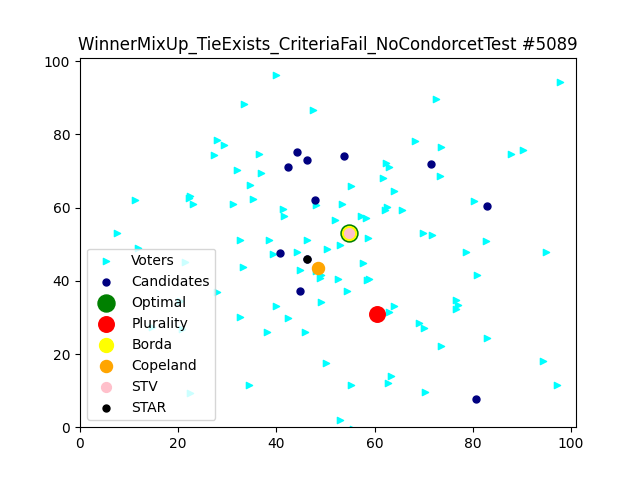 WinnerMixUp_TieExists_CriteriaFail_NoCondorcetTest #5089
100
80
60
40
20
0
Voters
Candidates
Optimal
Plurality
Borda
Copeland
STV
STAR
0 20 40 60 80 100